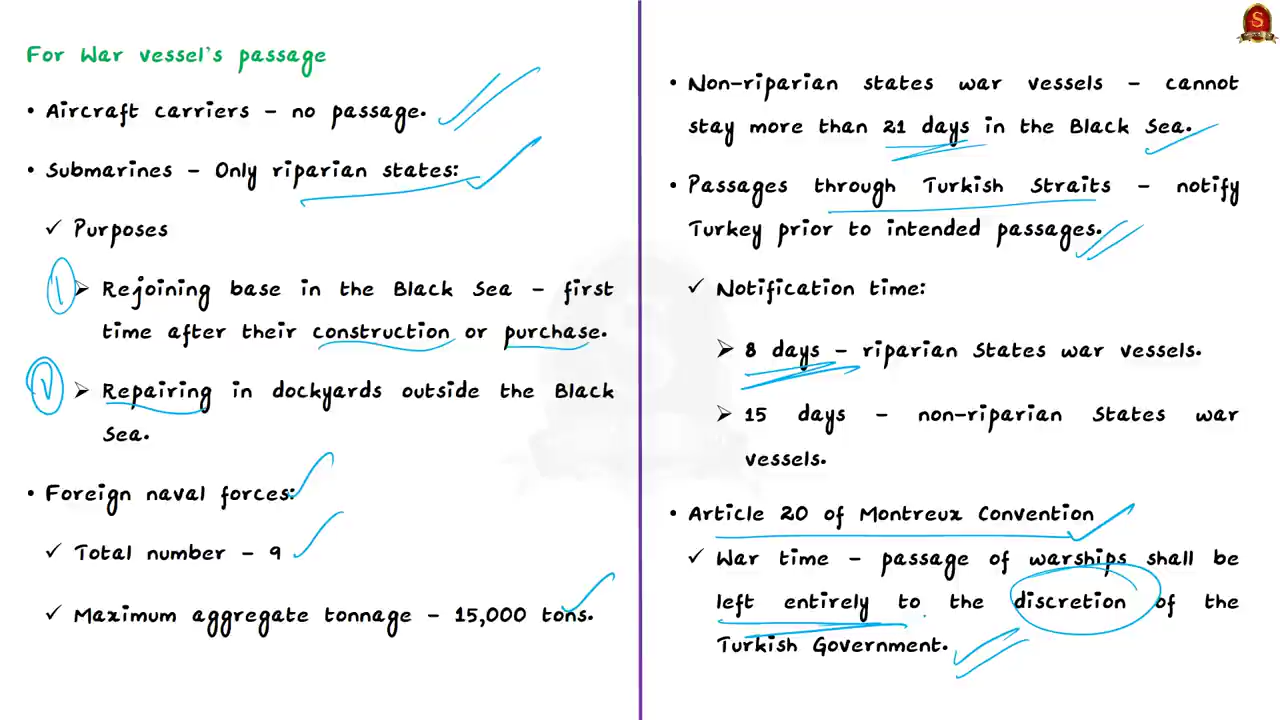 For War vessel's passage
• Aircraft carriers – no passage.
• Submarines – Only riparian states:
✓ Purposes
➢ Rejoining base in the Black Sea – first
time after their construction or purchase.
➢ Repairing in dockyards outside the Black
Sea.
• Foreign naval forces:
✓ Total number – 9
✓ Maximum aggregate tonnage – 15,000 tons.
• Non-riparian states war vessels – cannot
stay more than 21 days in the Black Sea.
• Passages through Turkish Straits – notify
Turkey prior to intended passages.
✓ Notification time:
➢ 8 days – riparian States war vessels.
➢ 15 days – non-riparian States war
vessels.
• Article 20 of Montreux Convention
✓ War time – passage of warships shall be
left entirely to the discretion of the
Turkish Government.